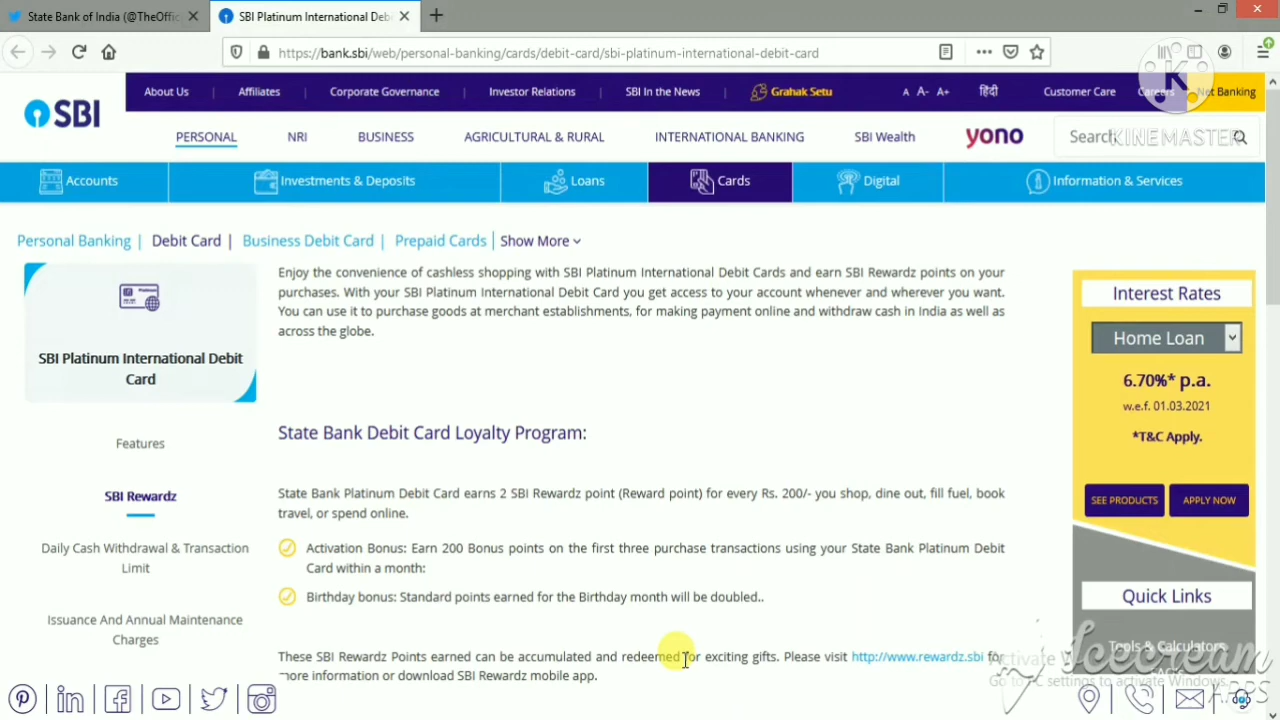 State Bank of India (@TheOffic
SBI Platinum International Debi
https://bank.sbi/web/personal-banking/cards/debit-card/sbi-platinum-international-debit-card
About Us | Affiliates | Corporate Governance | Investor Relations | SBI In the News | Grahak Setu A A- A+ हिंदी Customer Care Careers Net Banking
SBI
PERSONAL NRI BUSINESS AGRICULTURAL & RURAL INTERNATIONAL BANKING SBI Wealth yono Search
KINEMASTER
Accounts Investments & Deposits Loans Cards Digital Information & Services
Personal Banking | Debit Card | Business Debit Card | Prepaid Cards | Show More
SBI Platinum International Debit
Card
Features
SBI Rewardz
Daily Cash Withdrawal & Transaction
Limit
Issuance And Annual Maintenance
Charges
Enjoy the convenience of cashless shopping with SBI Platinum International Debit Cards and earn SBI Rewardz points on your
purchases. With your SBI Platinum International Debit Card you get access to your account whenever and wherever you want.
You can use it to purchase goods at merchant establishments, for making payment online and withdraw cash in India as well as
across the globe.
State Bank Debit Card Loyalty Program:
State Bank Platinum Debit Card earns 2 SBI Rewardz point (Reward point) for every Rs. 200/- you shop, dine out, fill fuel, book
travel, or spend online.
Activation Bonus: Earn 200 Bonus points on the first three purchase transactions using your State Bank Platinum Debit
Card within a month:
Birthday bonus: Standard points earned for the Birthday month will be doubled..
These SBI Rewardz Points earned can be accumulated and redeemed for exciting gifts. Please visit http://www.rewardz.sbi for
more information or download SBI Rewardz mobile app.
Interest Rates
Home Loan
6.70%* p.a.
w.e.f. 01.03.2021
*T&C Apply.
SEE PRODUCTS APPLY NOW
Quick Links
Tools & Calculators
Activate
Go to PC settings to activate Windows.
Icecream
APPS